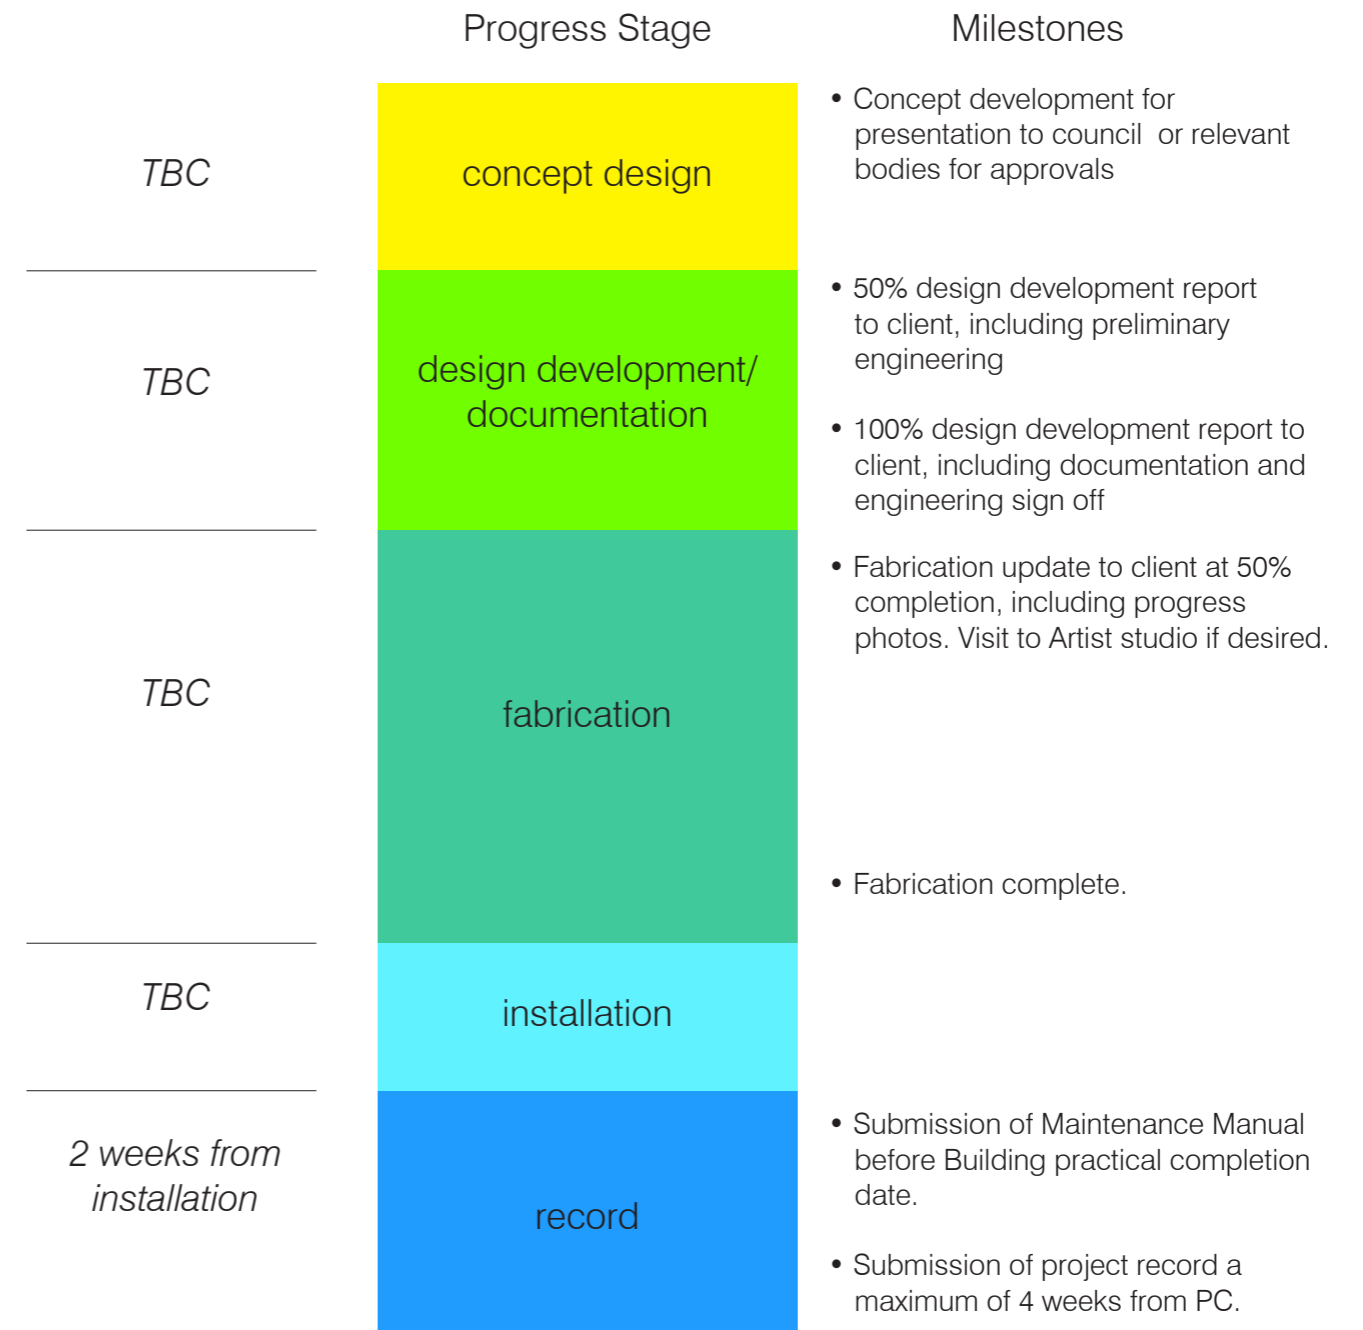 Progress Stage
Milestones
TBC
concept design
• Concept development for
presentation to council  or relevant
bodies for approvals
TBC
design development/
documentation
• 50% design development report
to client, including preliminary
engineering
• 100% design development report to
client, including documentation and
engineering sign off
TBC
fabrication
• Fabrication update to client at 50%
completion, including progress
photos. Visit to Artist studio if desired.
• Fabrication complete.
TBC
installation
2 weeks from
installation
record
• Submission of Maintenance Manual
before Building practical completion
date.
• Submission of project record a
maximum of 4 weeks from PC.